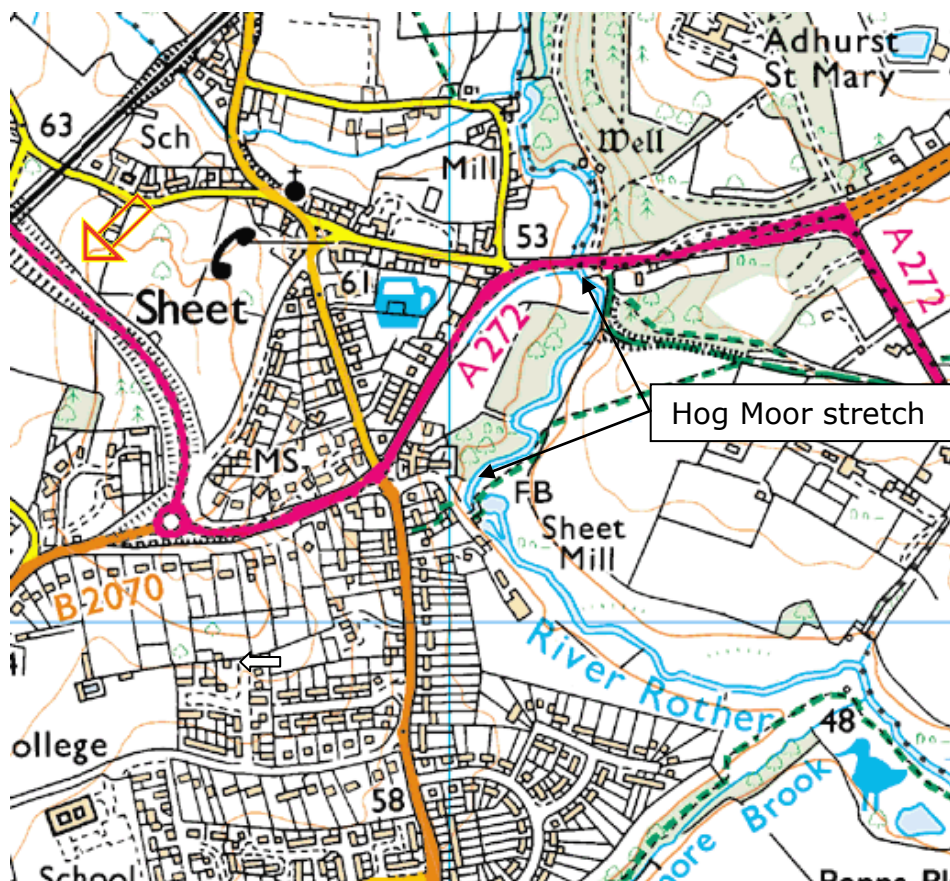 Adhurst
St Mary
63
Sch
Well
Mill
53
A 272
61
Sheet
A 272
Hog Moor stretch
MS
FB
Sheet
Mill
B 2070
River Rother
ollege
48
58
ore Brook
School